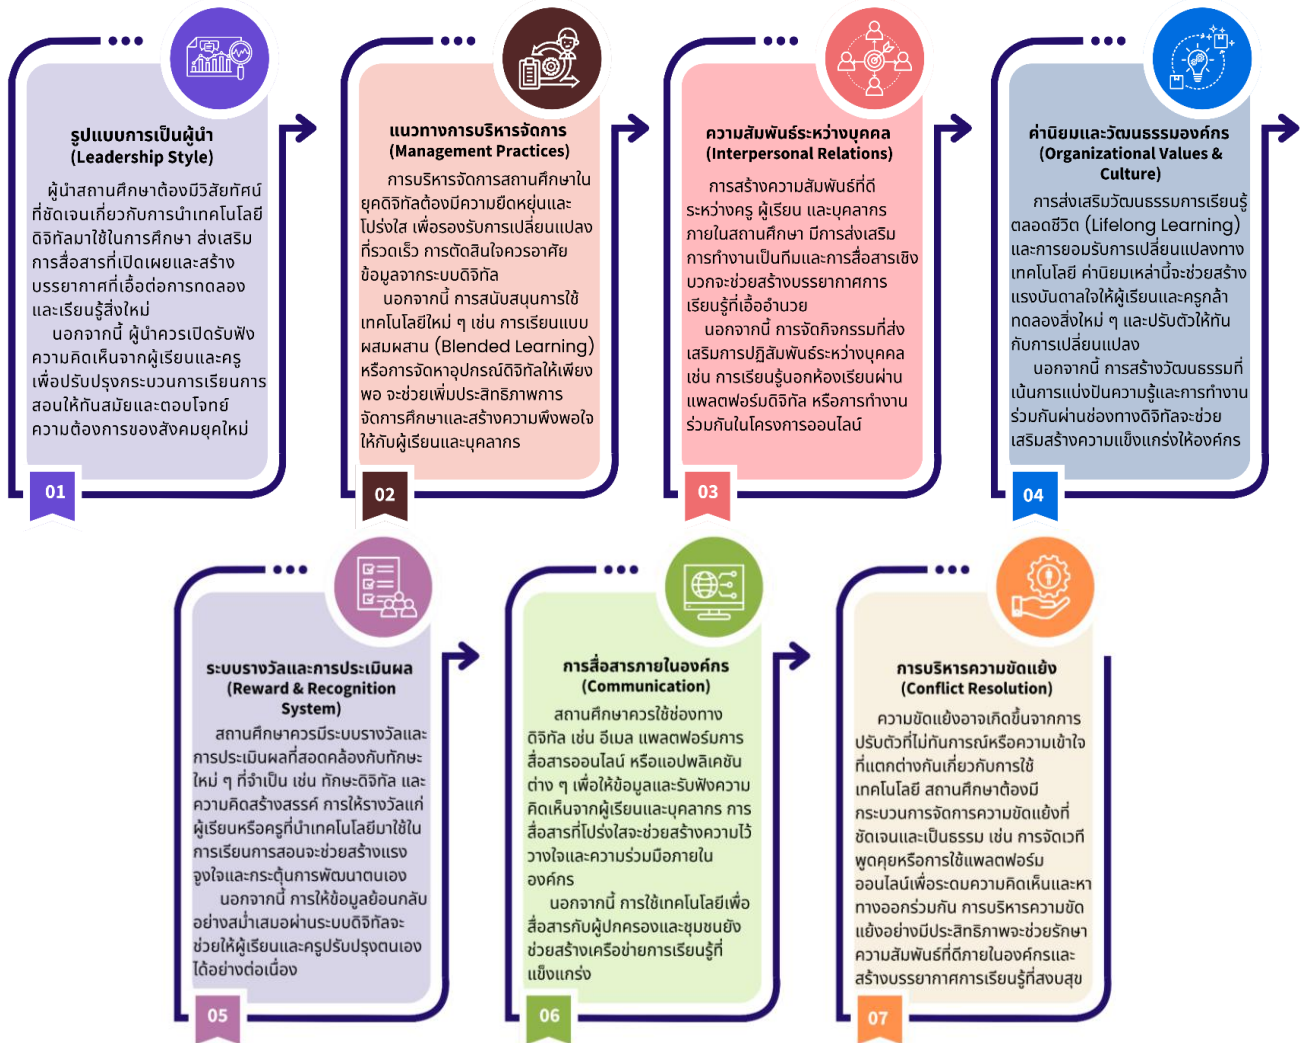 รูปแบบการเป็นผู้นำ
(Leadership Style)
ผู้นำสถานศึกษาต้องมีวิสัยทัศน์
ที่ชัดเจนเกี่ยวกับการนำเทคโนโลยี
ดิจิทัลมาใช้ในการศึกษา ส่งเสริม
การสื่อสารที่เปิดเผยและสร้าง
บรรยากาศที่เอื้อต่อการทดลอง
และเรียนรู้สิ่งใหม่
นอกจากนี้ ผู้นำควรเปิดรับฟัง
ความคิดเห็นจากผู้เรียนและครู
เพื่อปรับปรุงกระบวนการเรียนการ
สอนให้ทันสมัยและตอบโจทย์
ความต้องการของสังคมยุคใหม่
01
แนวทางการบริหารจัดการ
(Management Practices)
การบริหารจัดการสถานศึกษาใน
ยุคดิจิทัลต้องมีความยืดหยุ่นและ
โปร่งใส เพื่อรองรับการเปลี่ยนแปลง
ที่รวดเร็ว การตัดสินใจควรอาศัย
ข้อมูลจากระบบดิจิทัล
นอกจากนี้ การสนับสนุนการใช้
เทคโนโลยีใหม่ ๆ เช่น การเรียนแบบ
ผสมผสาน (Blended Learning)
หรือการจัดหาอุปกรณ์ดิจิทัลให้เพียง
พอ จะช่วยเพิ่มประสิทธิภาพการ
จัดการศึกษาและสร้างความพึงพอใจ
ให้กับผู้เรียนและบุคลากร
02
ความสัมพันธ์ระหว่างบุคคล
(Interpersonal Relations)
การสร้างความสัมพันธ์ที่ดี
ระหว่างครู ผู้เรียน และบุคลากร
ภายในสถานศึกษา มีการส่งเสริม
การทำงานเป็นทีมและการสื่อสารเชิง
บวกจะช่วยสร้างบรรยากาศการ
เรียนรู้ที่เอื้ออำนวย
นอกจากนี้ การจัดกิจกรรมที่ส่ง
เสริมการปฏิสัมพันธ์ระหว่างบุคคล
เช่น การเรียนรู้นอกห้องเรียนผ่าน
แพลตฟอร์มดิจิทัล หรือการทำงาน
ร่วมกันในโครงการออนไลน์
03
ค่านิยมและวัฒนธรรมองค์กร
(Organizational Values &
Culture)
การส่งเสริมวัฒนธรรมการเรียนรู้
ตลอดชีวิต (Lifelong Learning)
และการยอมรับการเปลี่ยนแปลงทาง
เทคโนโลยี ค่านิยมเหล่านี้จะช่วยสร้าง
แรงบันดาลใจให้ผู้เรียนและครูกล้า
ทดลองสิ่งใหม่ ๆ และปรับตัวให้ทัน
กับการเปลี่ยนแปลง
นอกจากนี้ การสร้างวัฒนธรรมที่
เน้นการแบ่งปันความรู้และการทำงาน
ร่วมกันผ่านช่องทางดิจิทัลจะช่วย
เสริมสร้างความแข็งแกร่งให้องค์กร
04
ระบบรางวัลและการประเมินผล
(Reward & Recognition
System)
สถานศึกษาควรมีระบบรางวัลและ
การประเมินผลที่สอดคล้องกับทักษะ
ใหม่ ๆ ที่จำเป็น เช่น ทักษะดิจิทัล และ
ความคิดสร้างสรรค์ การให้รางวัลแก่
ผู้เรียนหรือครูที่นำเทคโนโลยีมาใช้ใน
การเรียนการสอนจะช่วยสร้างแรง
จูงใจและกระตุ้นการพัฒนาตนเอง
นอกจากนี้ การให้ข้อมูลย้อนกลับ
อย่างสม่ำเสมอผ่านระบบดิจิทัลจะ
ช่วยให้ผู้เรียนและครูปรับปรุงตนเอง
ได้อย่างต่อเนื่อง
05
การสื่อสารภายในองค์กร
(Communication)
สถานศึกษาควรใช้ช่องทาง
ดิจิทัล เช่น อีเมล แพลตฟอร์มการ
สื่อสารออนไลน์ หรือแอปพลิเคชัน
ต่าง ๆ เพื่อให้ข้อมูลและรับฟังความ
คิดเห็นจากผู้เรียนและบุคลากร การ
สื่อสารที่โปร่งใสจะช่วยสร้างความไว้
วางใจและความร่วมมือภายใน
องค์กร
นอกจากนี้ การใช้เทคโนโลยีเพื่อ
สื่อสารกับผู้ปกครองและชุมชนยัง
ช่วยสร้างเครือข่ายการเรียนรู้ที่
แข็งแกร่ง
06
การบริหารความขัดแย้ง
(Conflict Resolution)
ความขัดแย้งอาจเกิดขึ้นจากการ
ปรับตัวที่ไม่ทันการณ์หรือความเข้าใจ
ที่แตกต่างกันเกี่ยวกับการใช้
เทคโนโลยี สถานศึกษาต้องมี
กระบวนการจัดการความขัดแย้งที่
ชัดเจนและเป็นธรรม เช่น การจัดเวที
พูดคุยหรือการใช้แพลตฟอร์ม
ออนไลน์เพื่อระดมความคิดเห็นและหา
ทางออกร่วมกัน การบริหารความขัด
แย้งอย่างมีประสิทธิภาพจะช่วยรักษา
ความสัมพันธ์ที่ดีภายในองค์กรและ
สร้างบรรยากาศการเรียนรู้ที่สงบสุข
07